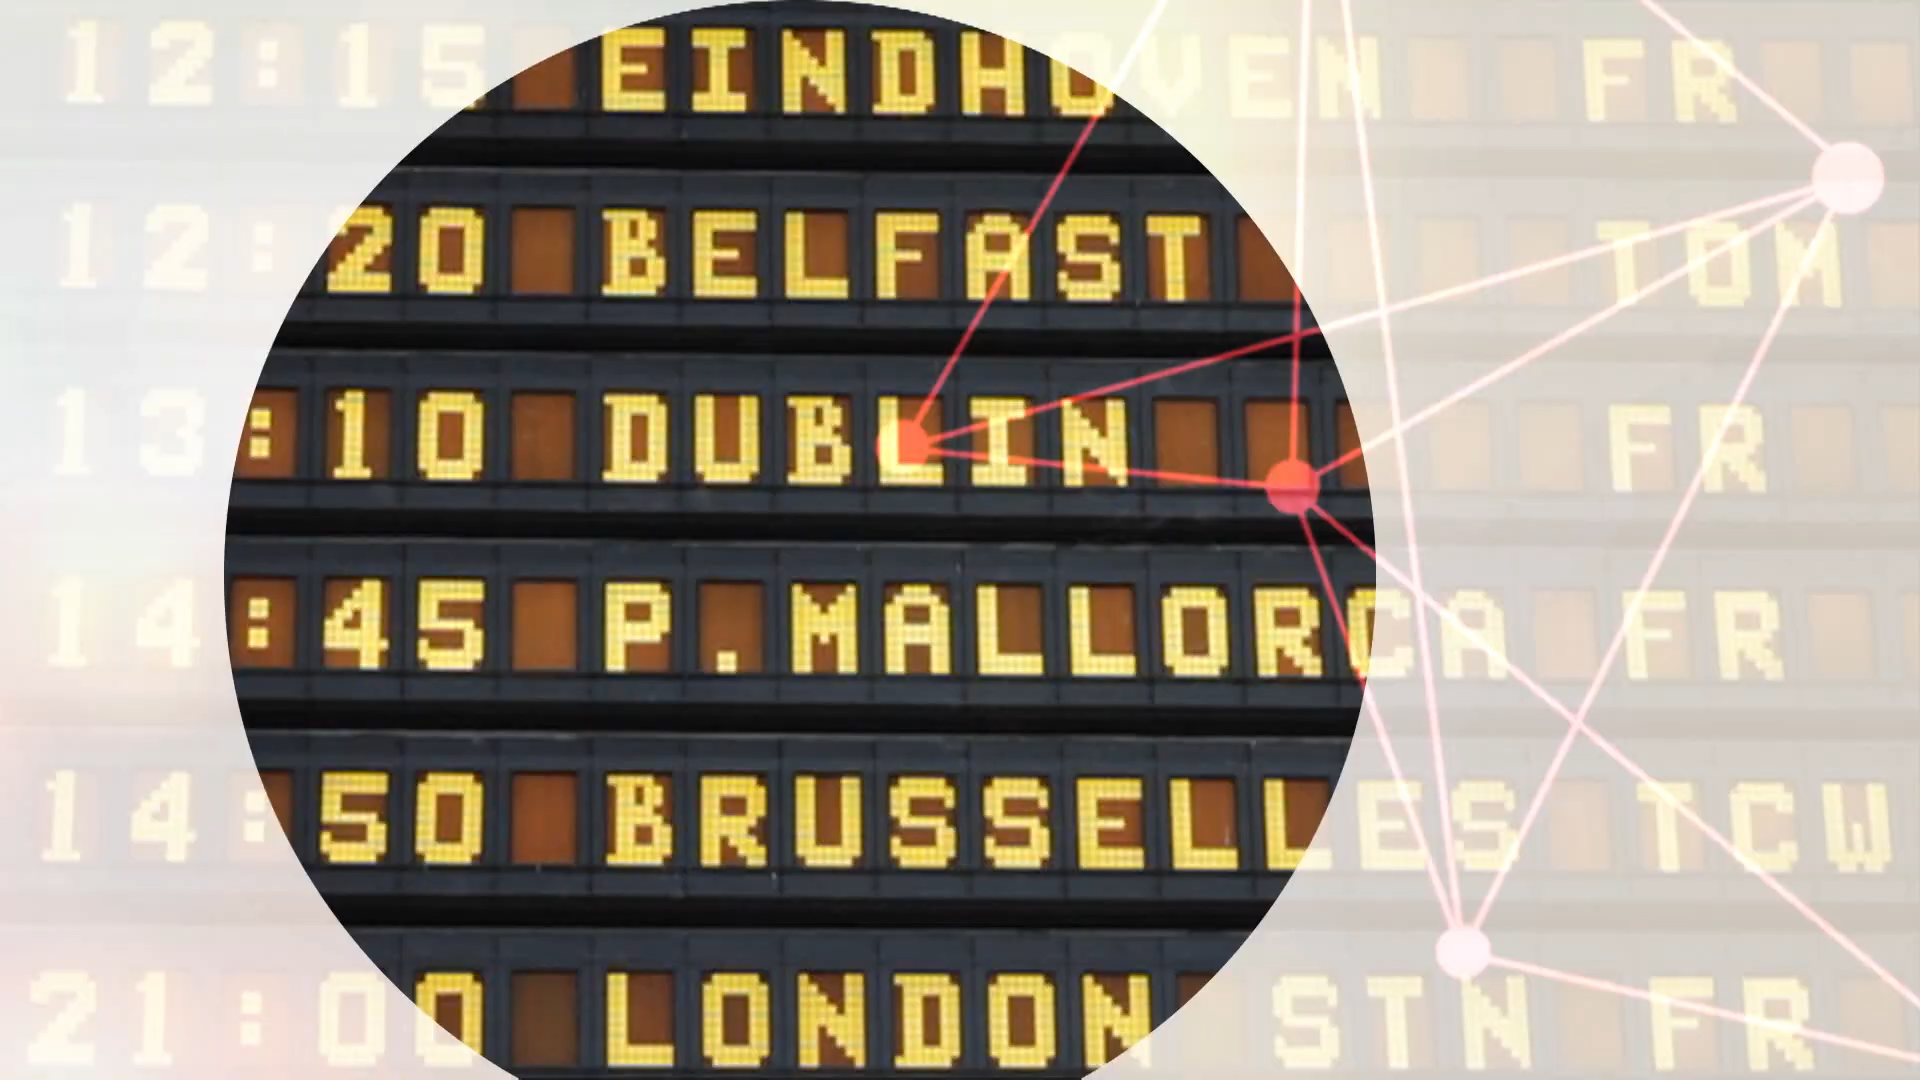 12:15 EINDHOVEN FR
12:20 BELFAST TOM
13:10 DUBLIN FR
14:45 P.MALLORCA FR
14:50 BRUSSELLES TCW
21:00 LONDON STN FR